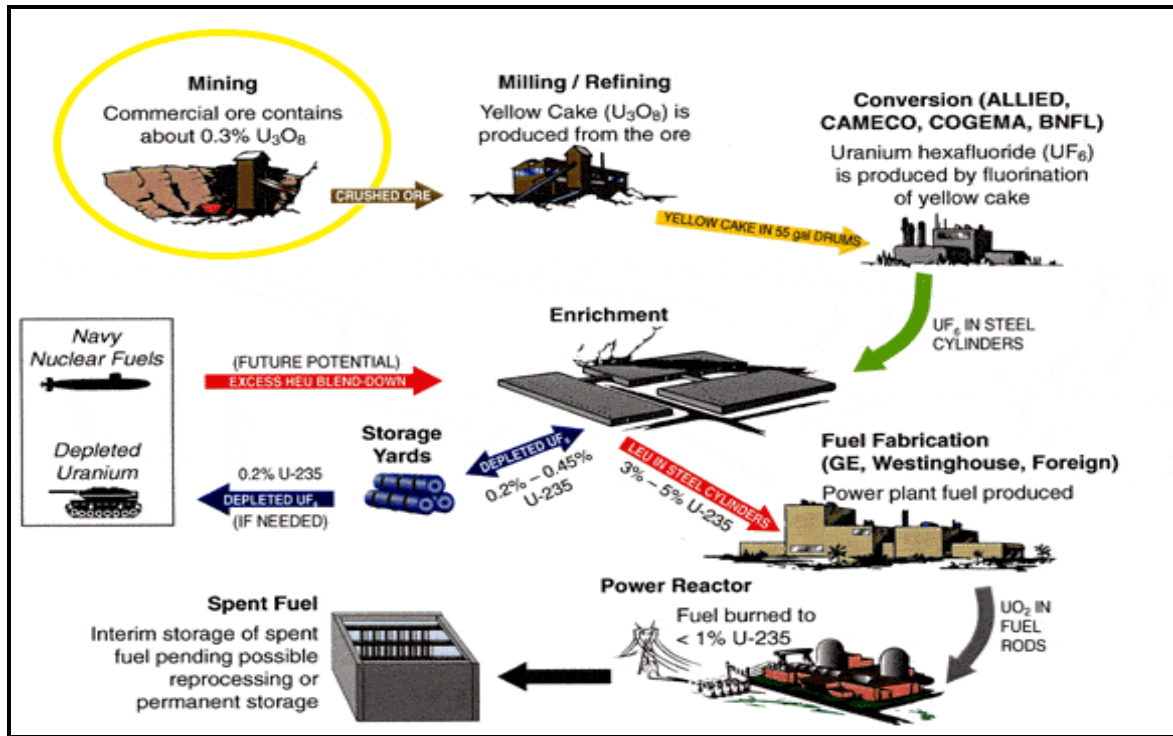 Mining
Commercial ore contains
about 0.3% U₃O₈
CRUSHED ORE
Milling / Refining
Yellow Cake (U₃O₈) is
produced from the ore
YELLOW CAKE IN 55 gal DRUMS
Conversion (ALLIED,
CAMECO, COGEMA, BNFL)
Uranium hexafluoride (UF₆)
is produced by fluorination
of yellow cake
UF₆ IN STEEL
CYLINDERS
Enrichment
Navy
Nuclear Fuels
(FUTURE POTENTIAL)
EXCESS HEU BLEND-DOWN
Depleted
Uranium
0.2% U-235
DEPLETED UF₆
(IF NEEDED)
Storage
Yards
DEPLETED UF₆
0.2% – 0.45%
U-235
LEU IN STEEL CYLINDERS
3% – 5% U-235
Fuel Fabrication
(GE, Westinghouse, Foreign)
Power plant fuel produced
UO₂ IN
FUEL
RODS
Power Reactor
Fuel burned to
< 1% U-235
Spent Fuel
Interim storage of spent
fuel pending possible
reprocessing or
permanent storage